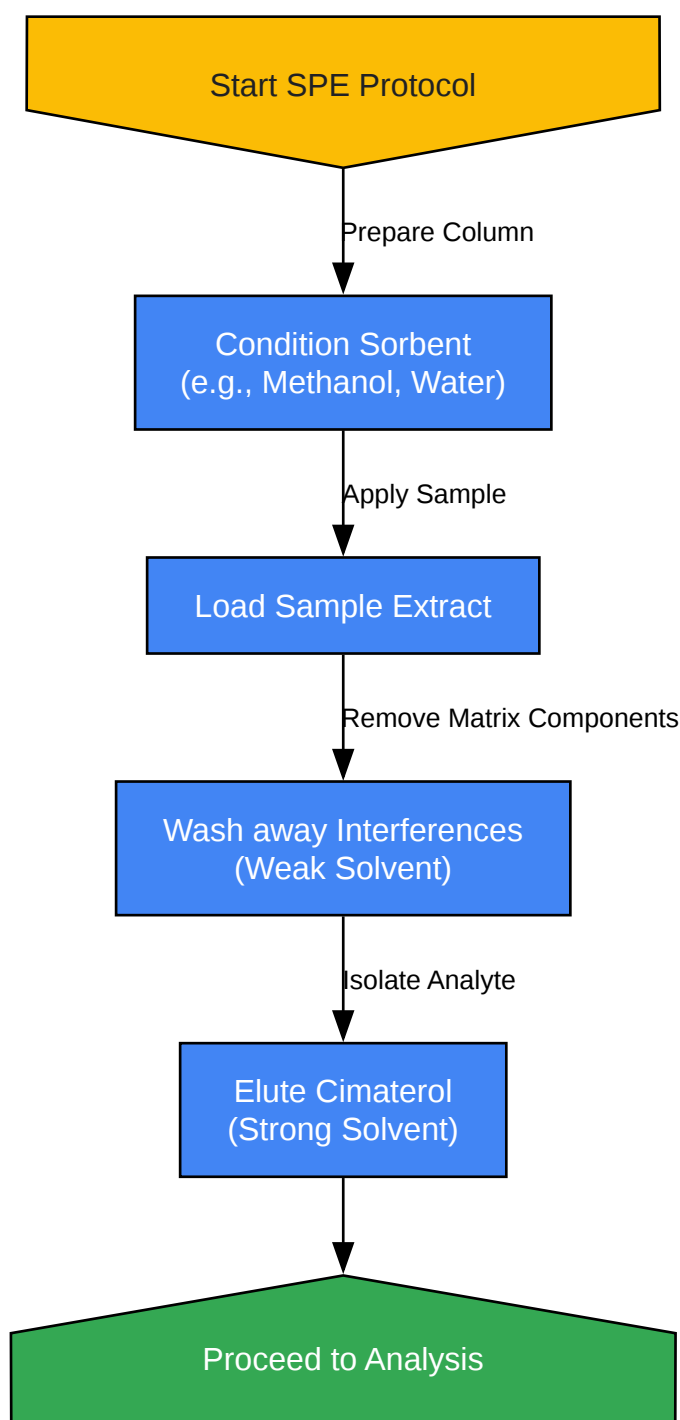 Start SPE Protocol
Prepare Column
Condition Sorbent
(e.g., Methanol, Water)
Apply Sample
Load Sample Extract
Remove Matrix Components
Wash away Interferences
(Weak Solvent)
Isolate Analyte
Elute Cimaterol
(Strong Solvent)
Proceed to Analysis